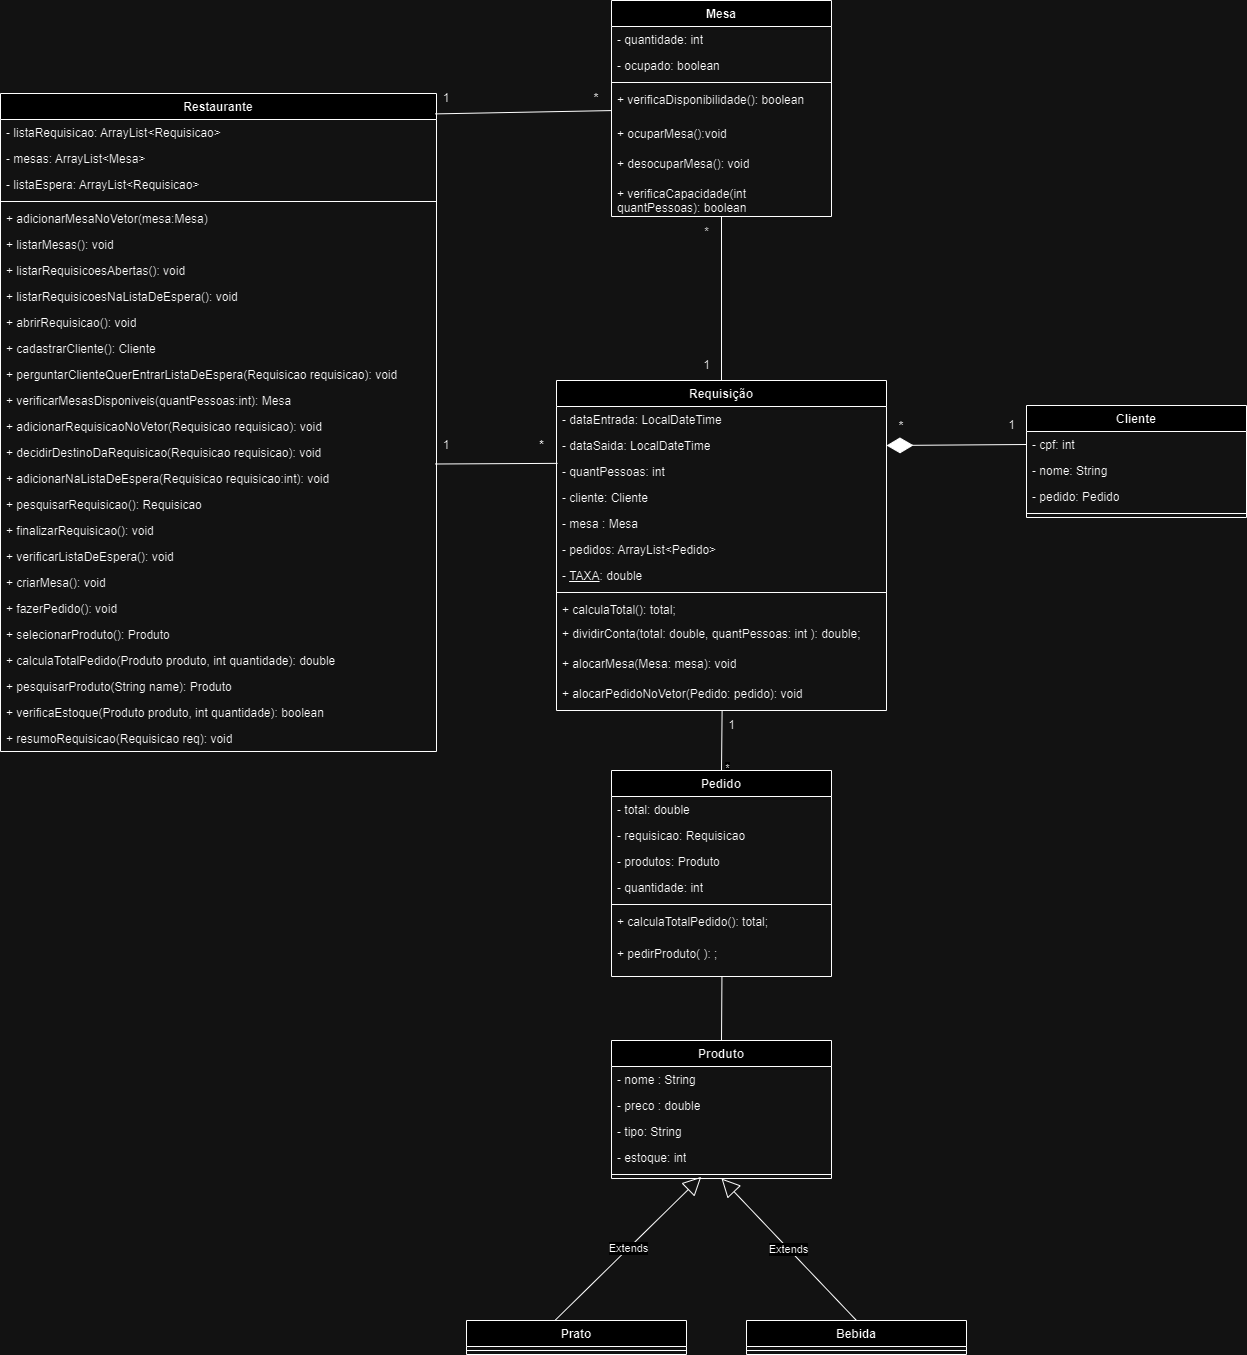 Mesa
- quantidade: int
- ocupado: boolean
+ verificaDisponibilidade(): boolean
+ ocuparMesa():void
+ desocuparMesa(): void
+ verificaCapacidade(int
quantPessoas): boolean
1
*
Restaurante
- listaRequisicao: ArrayList<Requisicao>
- mesas: ArrayList<Mesa>
- listaEspera: ArrayList<Requisicao>
+ adicionarMesaNoVetor(mesa:Mesa)
+ listarMesas(): void
+ listarRequisicoesAbertas(): void
+ listarRequisicoesNaListaDeEspera(): void
+ abrirRequisicao(): void
+ cadastrarCliente(): Cliente
+ perguntarClienteQuerEntrarListaDeEspera(Requisicao requisicao): void
+ verificarMesasDisponiveis(quantPessoas:int): Mesa
+ adicionarRequisicaoNoVetor(Requisicao requisicao): void
+ decidirDestinoDaRequisicao(Requisicao requisicao): void
+ adicionarNaListaDeEspera(Requisicao requisicao:int): void
+ pesquisarRequisicao(): Requisicao
+ finalizarRequisicao(): void
+ verificarListaDeEspera(): void
+ criarMesa(): void
+ fazerPedido(): void
+ selecionarProduto(): Produto
+ calculaTotalPedido(Produto produto, int quantidade): double
+ pesquisarProduto(String name): Produto
+ verificaEstoque(Produto produto, int quantidade): boolean
+ resumoRequisicao(Requisicao req): void
*
1
1
*
Requisição
- dataEntrada: LocalDateTime
- dataSaida: LocalDateTime
- quantPessoas: int
- cliente: Cliente
- mesa : Mesa
- pedidos: ArrayList<Pedido>
- TAXA: double
+ calculaTotal(): total;
+ dividirConta(total: double, quantPessoas: int ): double;
+ alocarMesa(Mesa: mesa): void
+ alocarPedidoNoVetor(Pedido: pedido): void
*
1
Cliente
- cpf: int
- nome: String
- pedido: Pedido
1
*
Pedido
- total: double
- requisicao: Requisicao
- produtos: Produto
- quantidade: int
+ calculaTotalPedido(): total;
+ pedirProduto( ): ;
Produto
- nome : String
- preco : double
- tipo: String
- estoque: int
Extends
Extends
Prato
Bebida